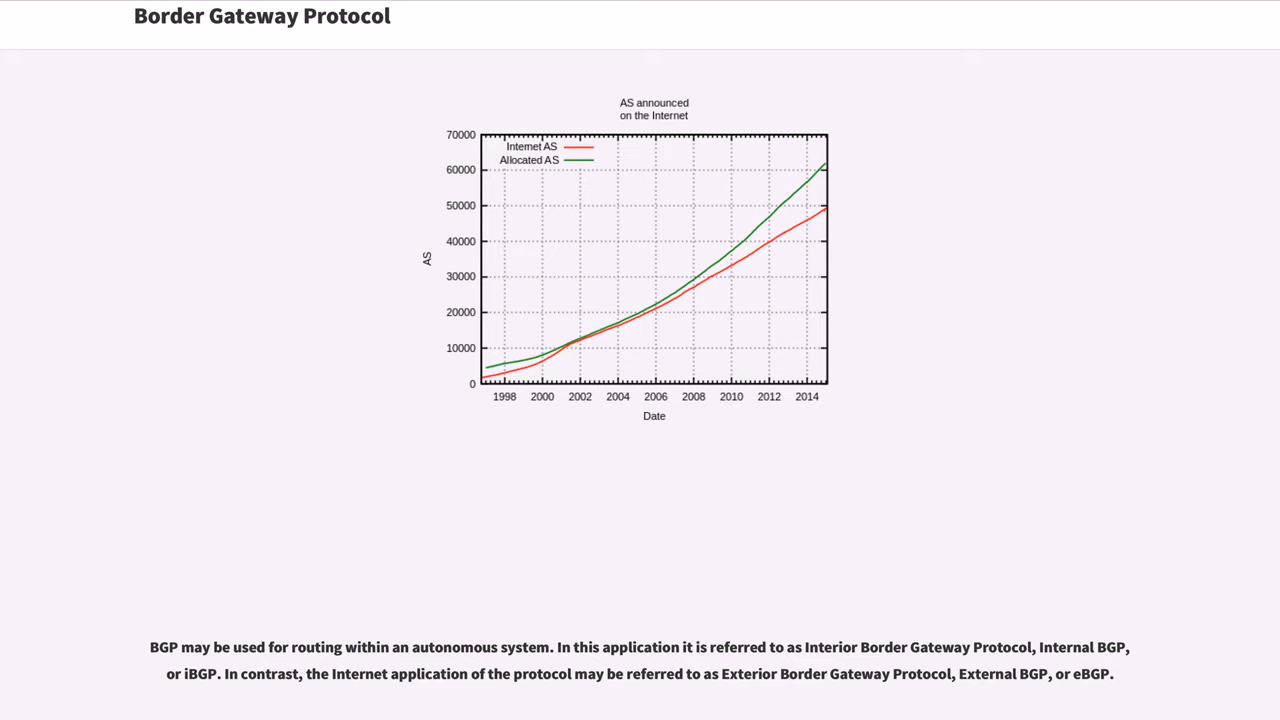 Border Gateway Protocol
AS announced
on the Internet
Internet AS
Allocated AS
70000
60000
50000
40000
30000
20000
10000
0
AS
1998 2000 2002 2004 2006 2008 2010 2012 2014
Date
BGP may be used for routing within an autonomous system. In this application it is referred to as Interior Border Gateway Protocol, Internal BGP,
or iBGP. In contrast, the Internet application of the protocol may be referred to as Exterior Border Gateway Protocol, External BGP, or eBGP.